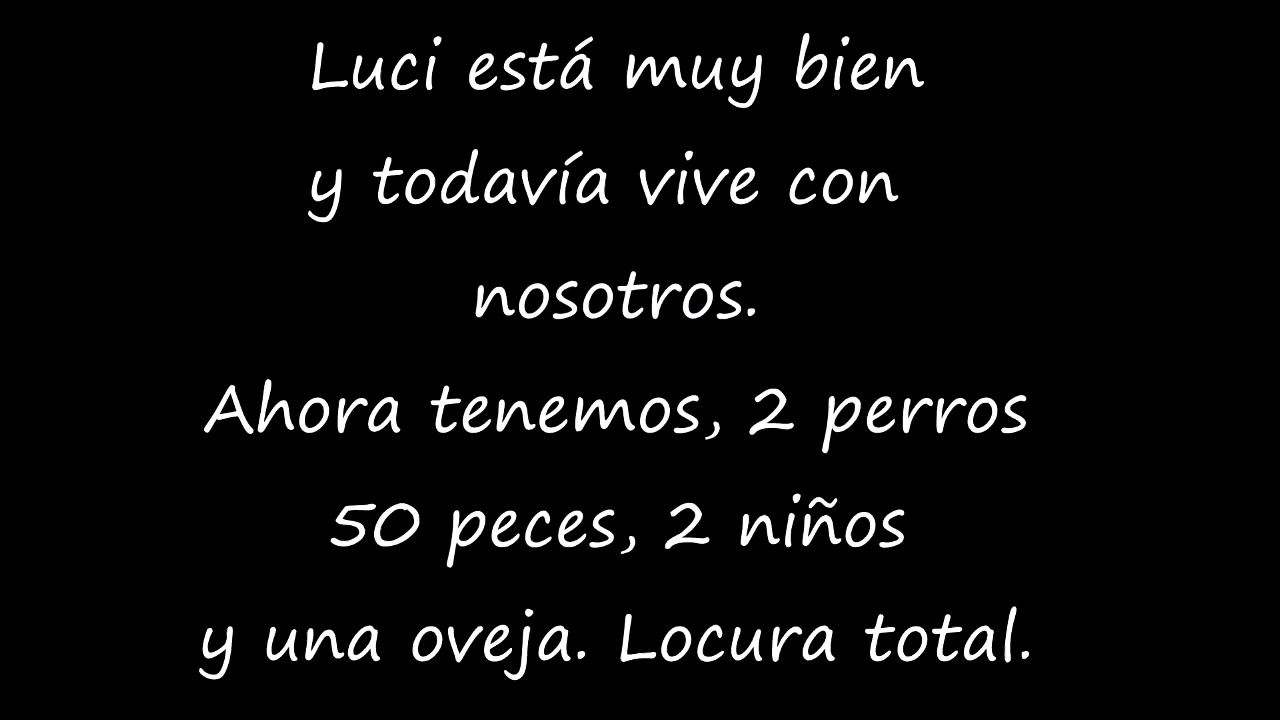 Luci está muy bien
y todavía vive con
nosotros.
Ahora tenemos, 2 perros
50 peces, 2 niños
y una oveja. Locura total.